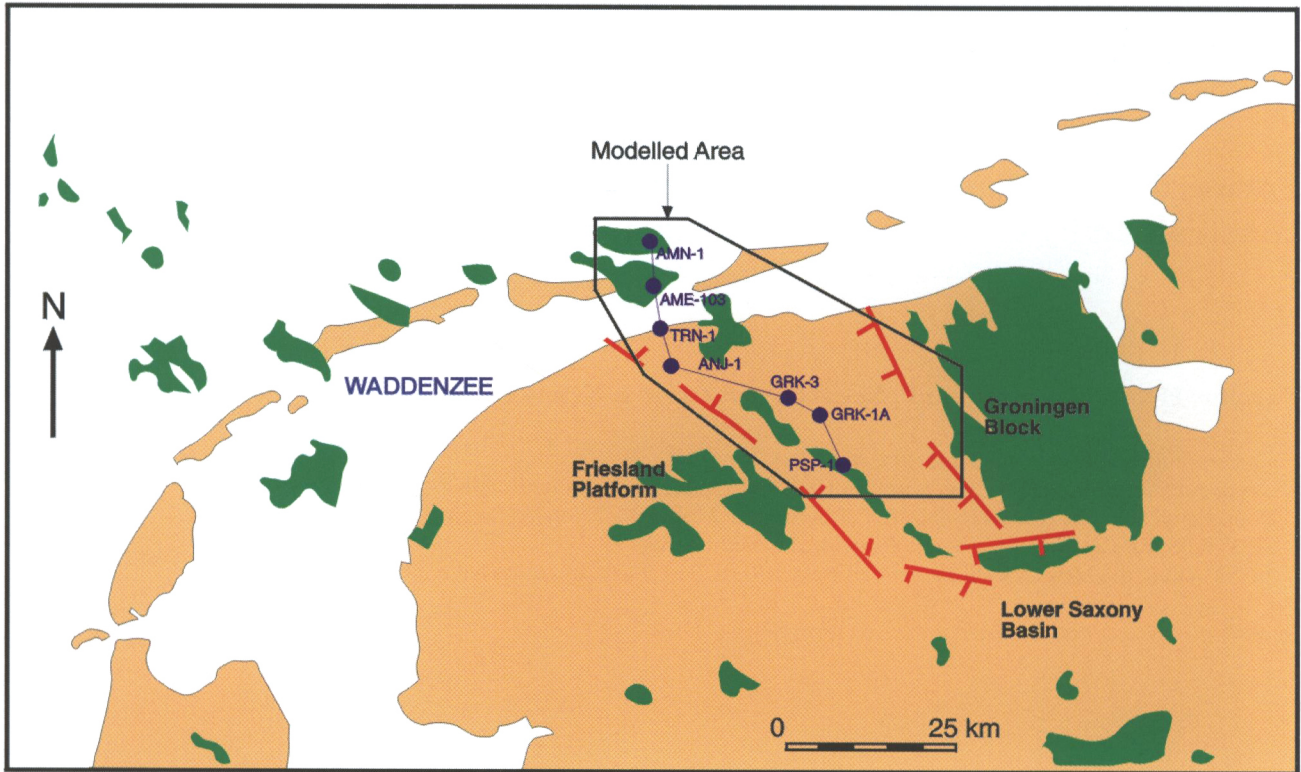 Modelled Area
AMN-1
AME-103
N
TRN-1
ANJ-1
WADDENZEE
GRK-3
GRK-1A
Groningen
Block
PSP-1
Friesland
Platform
Lower Saxony
Basin
0 25 km